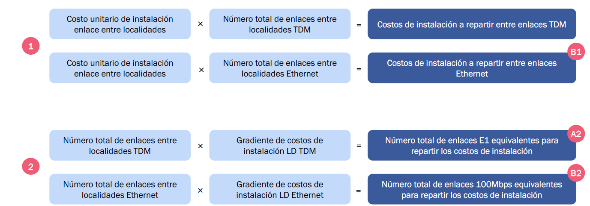 Costo unitario de instalación
enlace entre localidades
×
Número total de enlaces entre
localidades TDM
=
Costos de instalación a repartir entre enlaces TDM
1
B1
Costo unitario de instalación
enlace entre localidades
×
Número total de enlaces entre
localidades Ethernet
=
Costos de instalación a repartir entre enlaces
Ethernet
A2
Número total de enlaces entre
localidades TDM
×
Gradiente de costos de
instalación LD TDM
=
Número total de enlaces E1 equivalentes para
repartir los costos de instalación
2
B2
Número total de enlaces entre
localidades Ethernet
×
Gradiente de costos de
instalación LD Ethernet
=
Número total de enlaces 100Mbps equivalentes
para repartir los costos de instalación